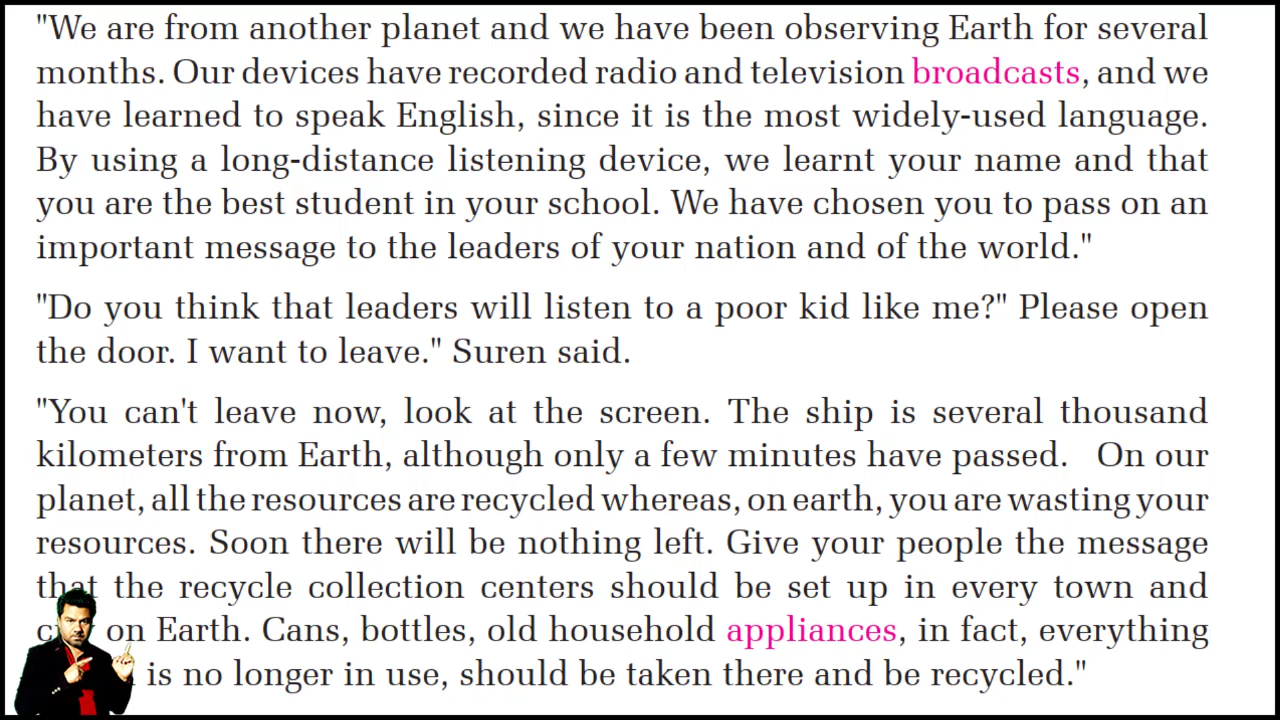 "We are from another planet and we have been observing Earth for several
months. Our devices have recorded radio and television broadcasts, and we
have learned to speak English, since it is the most widely-used language.
By using a long-distance listening device, we learnt your name and that
you are the best student in your school. We have chosen you to pass on an
important message to the leaders of your nation and of the world."
"Do you think that leaders will listen to a poor kid like me?" Please open
the door. I want to leave." Suren said.
"You can't leave now, look at the screen. The ship is several thousand
kilometers from Earth, although only a few minutes have passed. On our
planet, all the resources are recycled whereas, on earth, you are wasting your
resources. Soon there will be nothing left. Give your people the message
that the recycle collection centers should be set up in every town and
on Earth. Cans, bottles, old household appliances, in fact, everything
is no longer in use, should be taken there and be recycled."